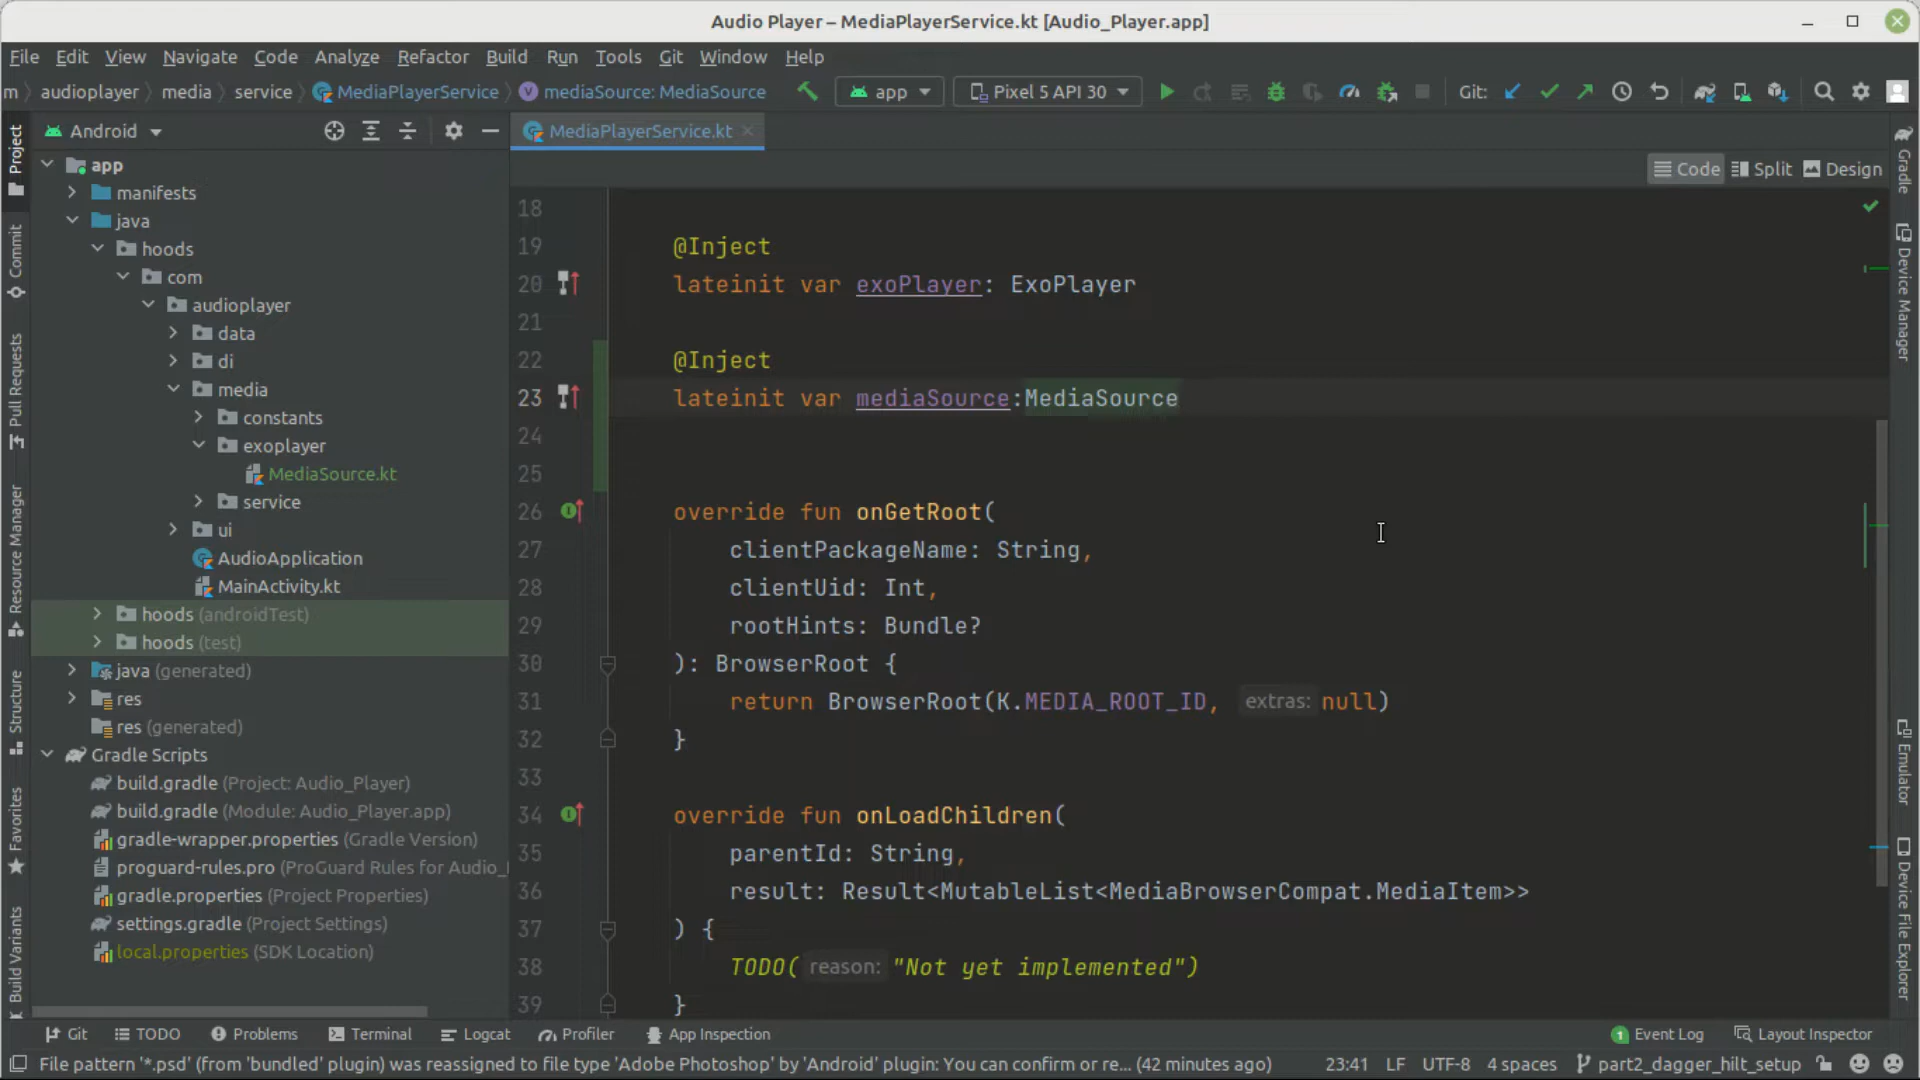 Audio Player – MediaPlayerService.kt [Audio_Player.app]
File Edit View Navigate Code Analyze Refactor Build Run Tools Git Window Help
m audioplayer media service MediaPlayerService mediaSource: MediaSource app Pixel 5 API 30 Git:
Android
MediaPlayerService.kt
Code Split Design
Project
Commit
Pull Requests
Resource Manager
Structure
Favorites
Build Variants
app
manifests
java
hoods
com
audioplayer
data
di
media
constants
exoplayer
MediaSource.kt
service
ui
AudioApplication
MainActivity.kt
hoods (androidTest)
hoods (test)
java (generated)
res
res (generated)
Gradle Scripts
build.gradle (Project: Audio_Player)
build.gradle (Module: Audio_Player.app)
gradle-wrapper.properties (Gradle Version)
proguard-rules.pro (ProGuard Rules for Audio_
gradle.properties (Project Properties)
settings.gradle (Project Settings)
local.properties (SDK Location)
18
19 @Inject
20 lateinit var exoPlayer: ExoPlayer
21
22 @Inject
23 lateinit var mediaSource:MediaSource
24
25
26 override fun onGetRoot(
27 clientPackageName: String,
28 clientUid: Int,
29 rootHints: Bundle?
30 ): BrowserRoot {
31 return BrowserRoot(K.MEDIA_ROOT_ID, extras: null)
32 }
33
34 override fun onLoadChildren(
35 parentId: String,
36 result: Result<MutableList<MediaBrowserCompat.MediaItem>>
37 ) {
38 TODO( reason: "Not yet implemented")
39 }
Gradle
Device Manager
Emulator
Device File Explorer
Git TODO Problems Terminal Logcat Profiler App Inspection 1 Event Log Layout Inspector
File pattern '*.psd' (from 'bundled' plugin) was reassigned to file type 'Adobe Photoshop' by 'Android' plugin: You can confirm or re... (42 minutes ago) 23:41 LF UTF-8 4 spaces part2_dagger_hilt_setup